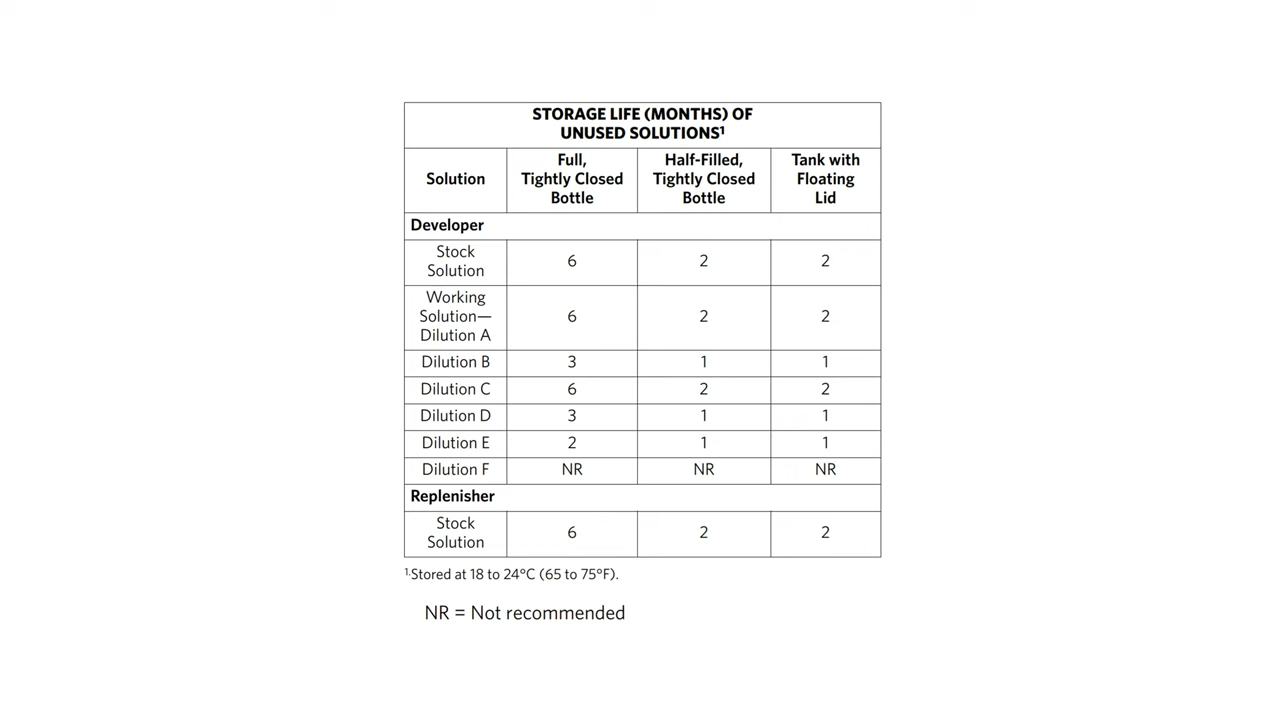 STORAGE LIFE (MONTHS) OF
UNUSED SOLUTIONS¹
Solution
Full,
Tightly Closed
Bottle
Half-Filled,
Tightly Closed
Bottle
Tank with
Floating
Lid
Developer
Stock
Solution
6 2 2
Working
Solution—
Dilution A
6 2 2
Dilution B 3 1 1
Dilution C 6 2 2
Dilution D 3 1 1
Dilution E 2 1 1
Dilution F NR NR NR
Replenisher
Stock
Solution
6 2 2
¹·Stored at 18 to 24°C (65 to 75°F).
NR = Not recommended